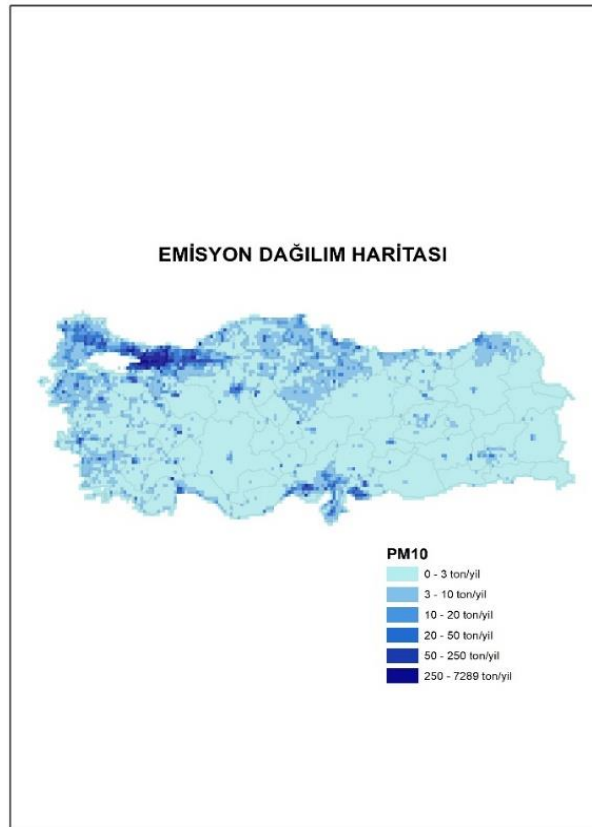 EMİSYON DAĞILIM HARİTASI
PM10
0 - 3 ton/yil
3 - 10 ton/yil
10 - 20 ton/yil
20 - 50 ton/yil
50 - 250 ton/yil
250 - 7289 ton/yil